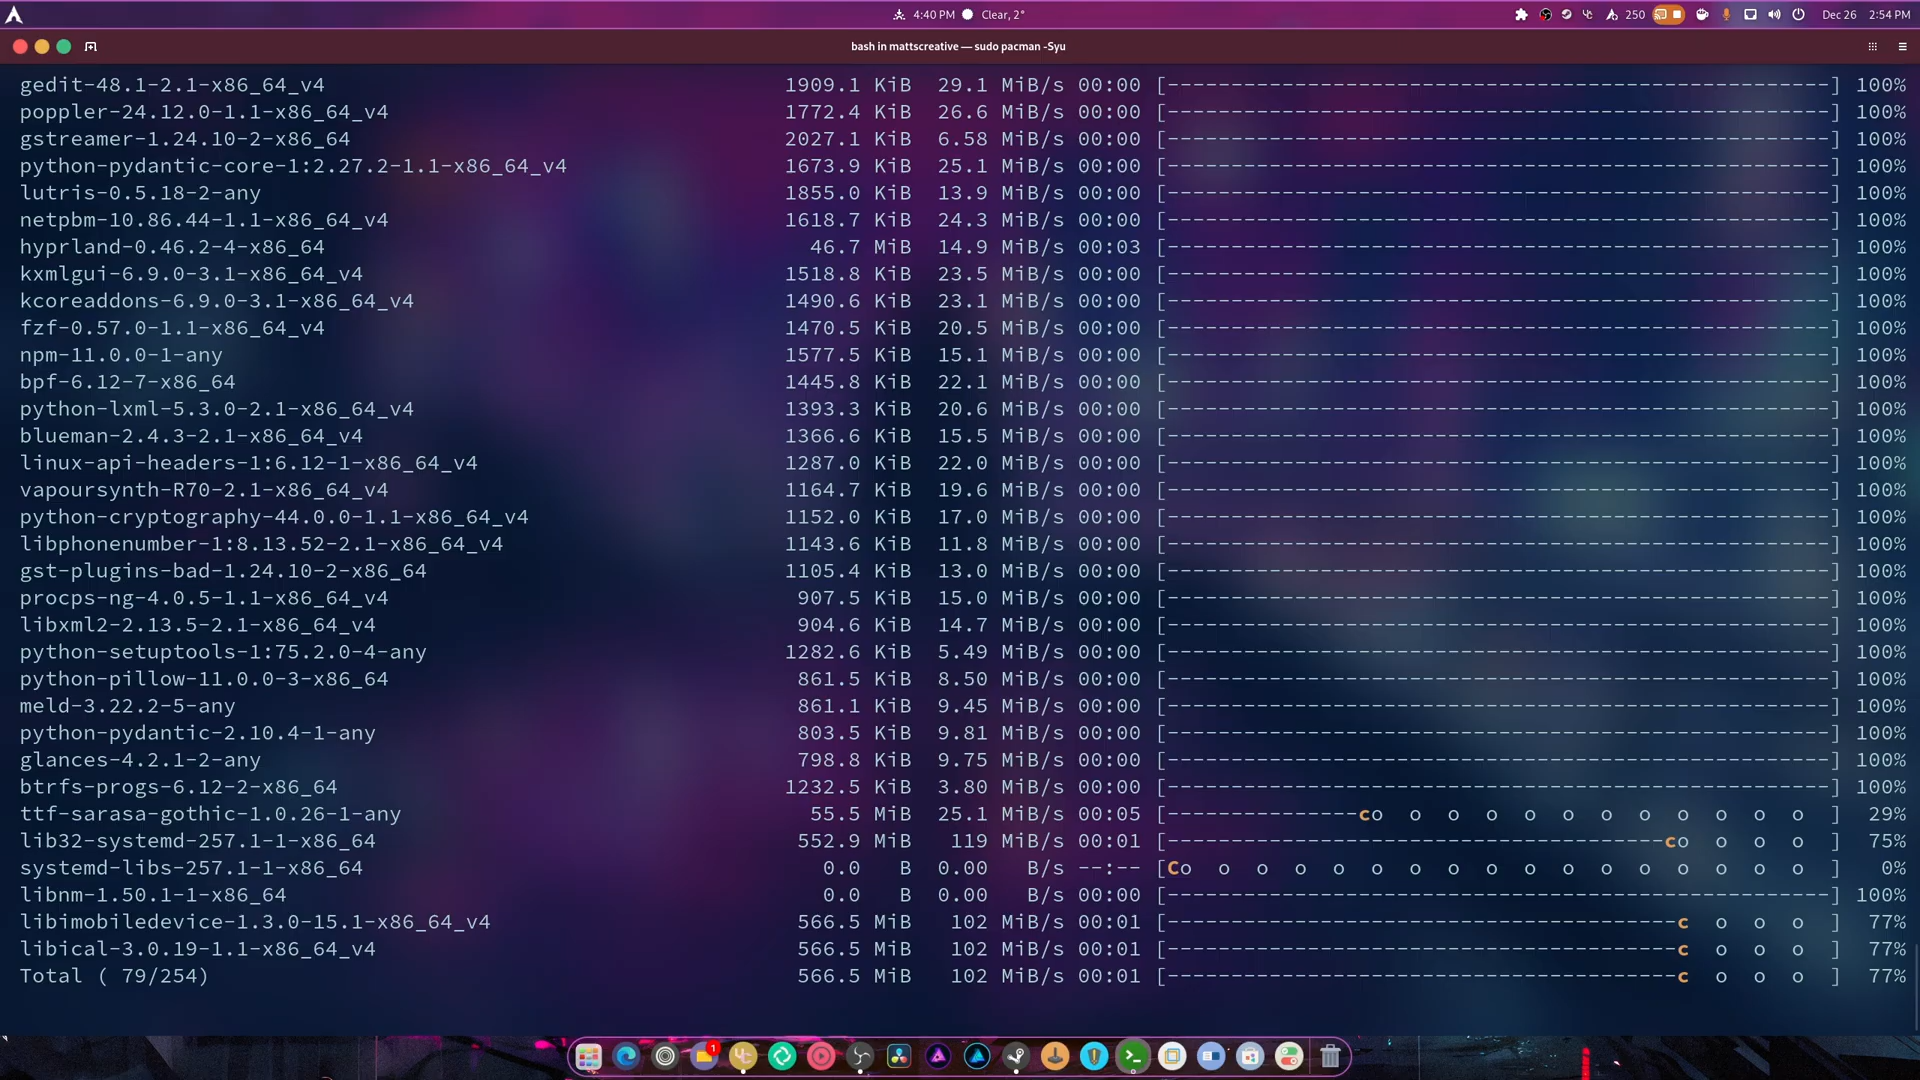 4:40 PM Clear, 2° 250 Dec 26 2:54 PM
bash in mattscreative — sudo pacman -Syu
gedit-48.1-2.1-x86_64_v4 1909.1 KiB 29.1 MiB/s 00:00 [----------------------------------------------------] 100%
poppler-24.12.0-1.1-x86_64_v4 1772.4 KiB 26.6 MiB/s 00:00 [----------------------------------------------------] 100%
gstreamer-1.24.10-2-x86_64 2027.1 KiB 6.58 MiB/s 00:00 [----------------------------------------------------] 100%
python-pydantic-core-1:2.27.2-1.1-x86_64_v4 1673.9 KiB 25.1 MiB/s 00:00 [----------------------------------------------------] 100%
lutris-0.5.18-2-any 1855.0 KiB 13.9 MiB/s 00:00 [----------------------------------------------------] 100%
netpbm-10.86.44-1.1-x86_64_v4 1618.7 KiB 24.3 MiB/s 00:00 [----------------------------------------------------] 100%
hyprland-0.46.2-4-x86_64 46.7 MiB 14.9 MiB/s 00:03 [----------------------------------------------------] 100%
kxmlgui-6.9.0-3.1-x86_64_v4 1518.8 KiB 23.5 MiB/s 00:00 [----------------------------------------------------] 100%
kcoreaddons-6.9.0-3.1-x86_64_v4 1490.6 KiB 23.1 MiB/s 00:00 [----------------------------------------------------] 100%
fzf-0.57.0-1.1-x86_64_v4 1470.5 KiB 20.5 MiB/s 00:00 [----------------------------------------------------] 100%
npm-11.0.0-1-any 1577.5 KiB 15.1 MiB/s 00:00 [----------------------------------------------------] 100%
bpf-6.12-7-x86_64 1445.8 KiB 22.1 MiB/s 00:00 [----------------------------------------------------] 100%
python-lxml-5.3.0-2.1-x86_64_v4 1393.3 KiB 20.6 MiB/s 00:00 [----------------------------------------------------] 100%
blueman-2.4.3-2.1-x86_64_v4 1366.6 KiB 15.5 MiB/s 00:00 [----------------------------------------------------] 100%
linux-api-headers-1:6.12-1-x86_64_v4 1287.0 KiB 22.0 MiB/s 00:00 [----------------------------------------------------] 100%
vapoursynth-R70-2.1-x86_64_v4 1164.7 KiB 19.6 MiB/s 00:00 [----------------------------------------------------] 100%
python-cryptography-44.0.0-1.1-x86_64_v4 1152.0 KiB 17.0 MiB/s 00:00 [----------------------------------------------------] 100%
libphonenumber-1:8.13.52-2.1-x86_64_v4 1143.6 KiB 11.8 MiB/s 00:00 [----------------------------------------------------] 100%
gst-plugins-bad-1.24.10-2-x86_64 1105.4 KiB 13.0 MiB/s 00:00 [----------------------------------------------------] 100%
procps-ng-4.0.5-1.1-x86_64_v4 907.5 KiB 15.0 MiB/s 00:00 [----------------------------------------------------] 100%
libxml2-2.13.5-2.1-x86_64_v4 904.6 KiB 14.7 MiB/s 00:00 [----------------------------------------------------] 100%
python-setuptools-1:75.2.0-4-any 1282.6 KiB 5.49 MiB/s 00:00 [----------------------------------------------------] 100%
python-pillow-11.0.0-3-x86_64 861.5 KiB 8.50 MiB/s 00:00 [----------------------------------------------------] 100%
meld-3.22.2-5-any 861.1 KiB 9.45 MiB/s 00:00 [----------------------------------------------------] 100%
python-pydantic-2.10.4-1-any 803.5 KiB 9.81 MiB/s 00:00 [----------------------------------------------------] 100%
glances-4.2.1-2-any 798.8 KiB 9.75 MiB/s 00:00 [----------------------------------------------------] 100%
btrfs-progs-6.12-2-x86_64 1232.5 KiB 3.80 MiB/s 00:00 [----------------------------------------------------] 100%
ttf-sarasa-gothic-1.0.26-1-any 55.5 MiB 25.1 MiB/s 00:05 [---------------co  o  o  o  o  o  o  o  o  o  o  o  ] 29%
lib32-systemd-257.1-1-x86_64 552.9 MiB 119 MiB/s 00:01 [---------------------------------------co  o  o  o  ] 75%
systemd-libs-257.1-1-x86_64 0.0 B 0.00 B/s --:-- [Co  o  o  o  o  o  o  o  o  o  o  o  o  o  o  o  o  ] 0%
libnm-1.50.1-1-x86_64 0.0 B 0.00 B/s 00:00 [----------------------------------------------------] 100%
libimobiledevice-1.3.0-15.1-x86_64_v4 566.5 MiB 102 MiB/s 00:01 [----------------------------------------c  o  o  o  ] 77%
libical-3.0.19-1.1-x86_64_v4 566.5 MiB 102 MiB/s 00:01 [----------------------------------------c  o  o  o  ] 77%
Total ( 79/254) 566.5 MiB 102 MiB/s 00:01 [----------------------------------------c  o  o  o  ] 77%
1